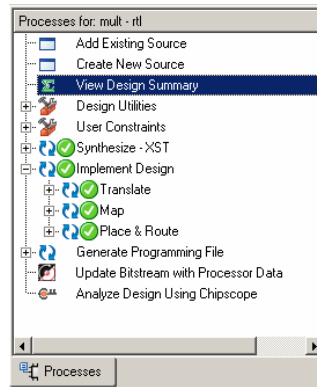 Processes for: mult - rtl
Add Existing Source
Create New Source
View Design Summary
Design Utilities
User Constraints
Synthesize - XST
Implement Design
Translate
Map
Place & Route
Generate Programming File
Update Bitstream with Processor Data
Analyze Design Using Chipscope
Processes